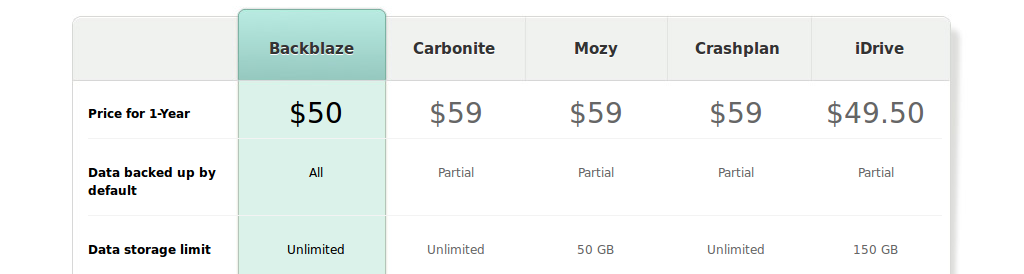 Backblaze Carbonite Mozy Crashplan iDrive
Price for 1-Year $50 $59 $59 $59 $49.50
Data backed up by
default All Partial Partial Partial Partial
Data storage limit Unlimited Unlimited 50 GB Unlimited 150 GB